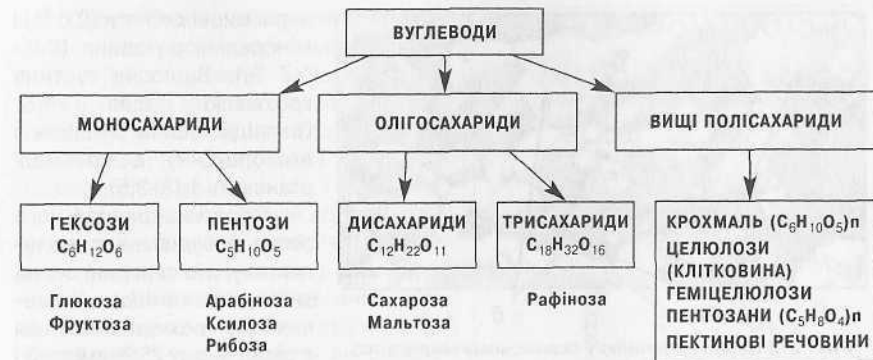 ВУГЛЕВОДИ
МОНОСАХАРИДИ
ОЛІГОСАХАРИДИ
ВИЩІ ПОЛІСАХАРИДИ
ГЕКСОЗИ
C₆H₁₂O₆
ПЕНТОЗИ
C₅H₁₀O₅
ДИСАХАРИДИ
C₁₂H₂₂O₁₁
ТРИСАХАРИДИ
C₁₈H₃₂O₁₆
КРОХМАЛЬ (C₆H₁₀O₅)n
ЦЕЛЮЛОЗИ
(КЛІТКОВИНА)
ГЕМІЦЕЛЮЛОЗИ
ПЕНТОЗАНИ (C₅H₈O₄)n
ПЕКТИНОВІ РЕЧОВИНИ
Глюкоза
Фруктоза
Арабіноза
Ксилоза
Рибоза
Сахароза
Мальтоза
Рафіноза